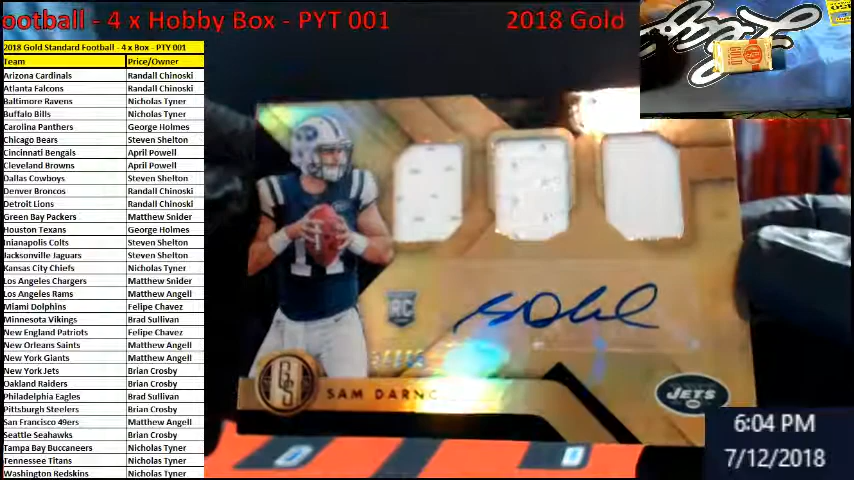 ootball - 4 x Hobby Box - PYT 001
2018 Gold
2018 Gold Standard Football - 4 x Box - PTY 001
Team Price/Owner
Arizona Cardinals Randall Chinoski
Atlanta Falcons Randall Chinoski
Baltimore Ravens Nicholas Tyner
Buffalo Bills Nicholas Tyner
Carolina Panthers George Holmes
Chicago Bears Steven Shelton
Cincinnati Bengals April Powell
Cleveland Browns April Powell
Dallas Cowboys Steven Shelton
Denver Broncos Randall Chinoski
Detroit Lions Randall Chinoski
Green Bay Packers Matthew Snider
Houston Texans George Holmes
Inianapolis Colts Steven Shelton
Jacksonville Jaguars Steven Shelton
Kansas City Chiefs Nicholas Tyner
Los Angeles Chargers Matthew Snider
Los Angeles Rams Matthew Angell
Miami Dolphins Felipe Chavez
Minnesota Vikings Brad Sullivan
New England Patriots Felipe Chavez
New Orleans Saints Matthew Angell
New York Giants Matthew Angell
New York Jets Brian Crosby
Oakland Raiders Brian Crosby
Philadelphia Eagles Brad Sullivan
Pittsburgh Steelers Brian Crosby
San Francisco 49ers Matthew Angell
Seattle Seahawks Brian Crosby
Tampa Bay Buccaneers Nicholas Tyner
Tennessee Titans Nicholas Tyner
Washington Redskins Nicholas Tyner
RC
GS
SAM DARNO
JETS
GOLD
6:04 PM
7/12/2018